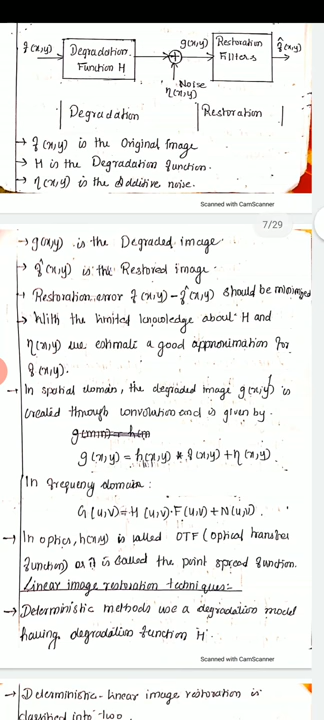 f(x,y) → Degradation Function H → + → g(x,y) → Restoration Filters → f̂(x,y)
Noise
η(x,y)
| Degradation | Restoration |
→ f(x,y) is the Original Image
→ H is the Degradation function.
→ η(x,y) is the Additive noise.
Scanned with CamScanner
7/29
→ g(x,y) is the Degraded image.
→ f̂(x,y) is the Restored image.
→ Restoration error f(x,y) - f̂(x,y) should be minimized
→ With the limited knowledge about H and
η(x,y) we estimate a good approximation for
f(x,y).
→ In spatial domain, the degraded image g(x,y) is
created through convolution and is given by.
g(x,y) = h(x,y) * f(x,y) + η(x,y).
In frequency domain:
G(u,v) = H(u,v).F(u,v) + N(u,v).
→ In optics, h(x,y) is called OTF (optical transfer
function) as it is called the point spread function.
Linear image restoration techniques:-
→ Deterministic methods use a degradation model
having degradation function H.
Scanned with CamScanner
→ Deterministic-linear image restoration is
classified into two